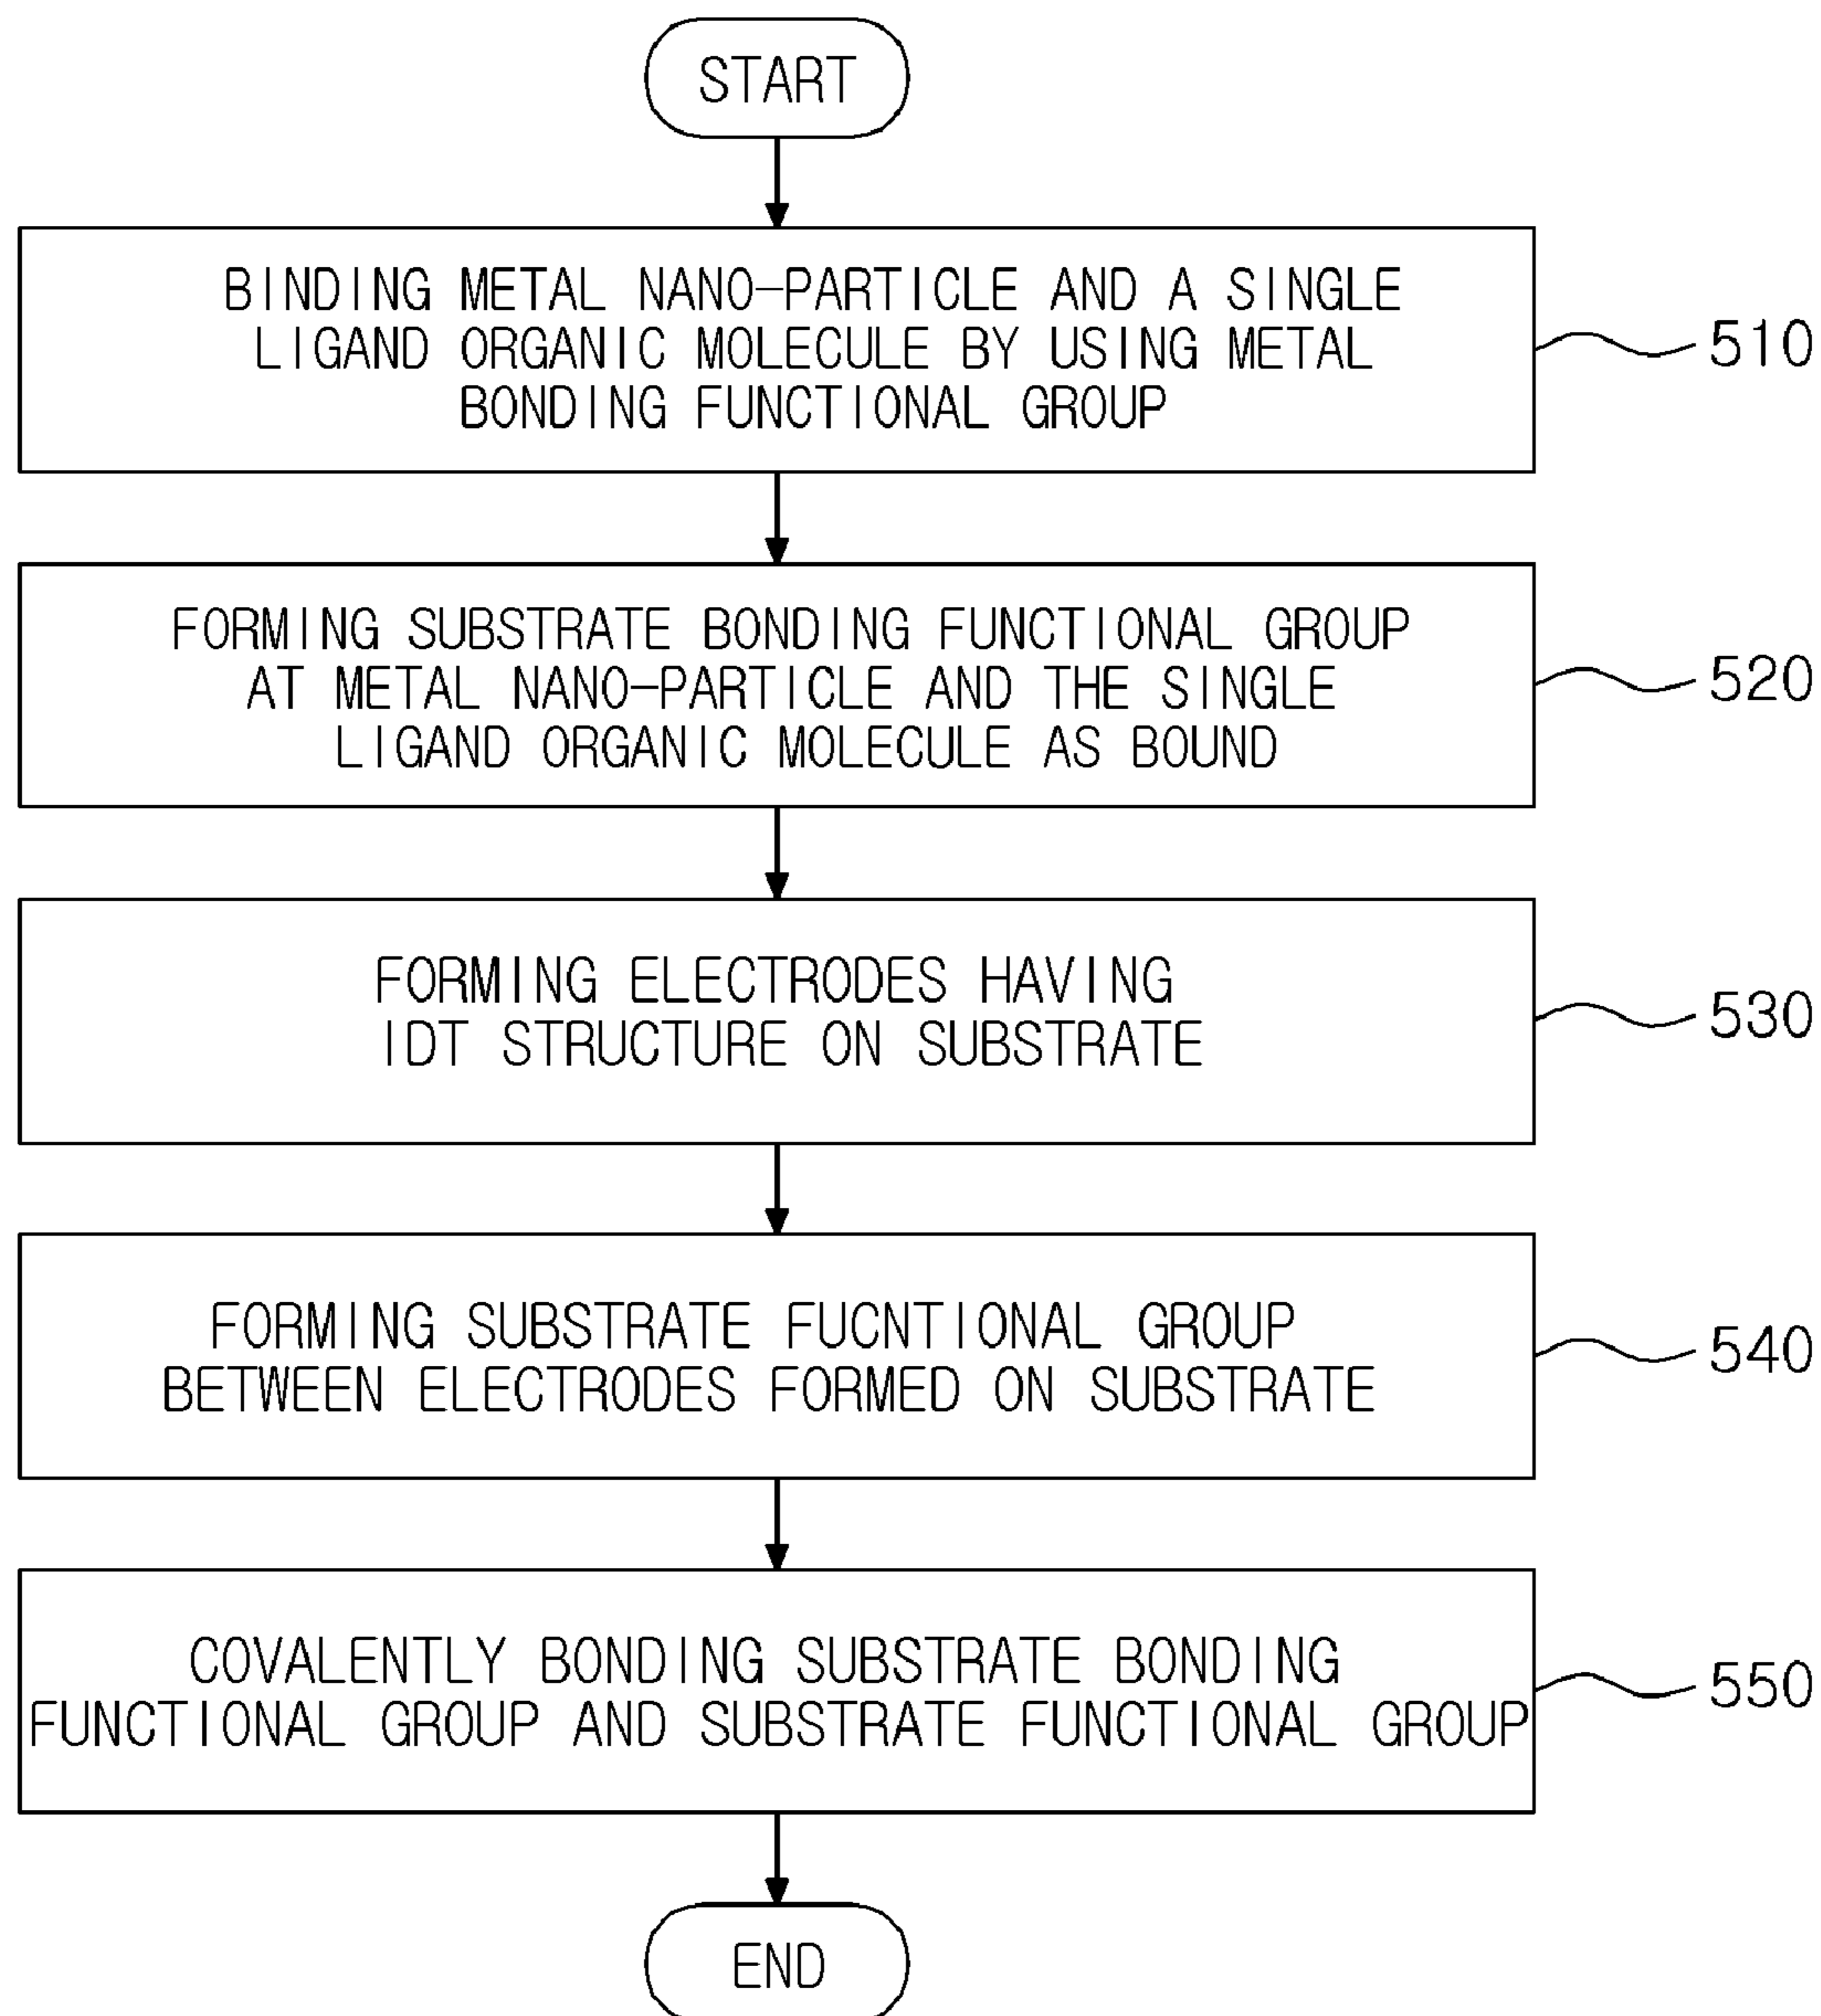 START
BINDING METAL NANO-PARTICLE AND A SINGLE
LIGAND ORGANIC MOLECULE BY USING METAL
BONDING FUNCTIONAL GROUP
510
FORMING SUBSTRATE BONDING FUNCTIONAL GROUP
AT METAL NANO-PARTICLE AND THE SINGLE
LIGAND ORGANIC MOLECULE AS BOUND
520
FORMING ELECTRODES HAVING
IDT STRUCTURE ON SUBSTRATE
530
FORMING SUBSTRATE FUCNTIONAL GROUP
BETWEEN ELECTRODES FORMED ON SUBSTRATE
540
COVALENTLY BONDING SUBSTRATE BONDING
FUNCTIONAL GROUP AND SUBSTRATE FUNCTIONAL GROUP
550
END